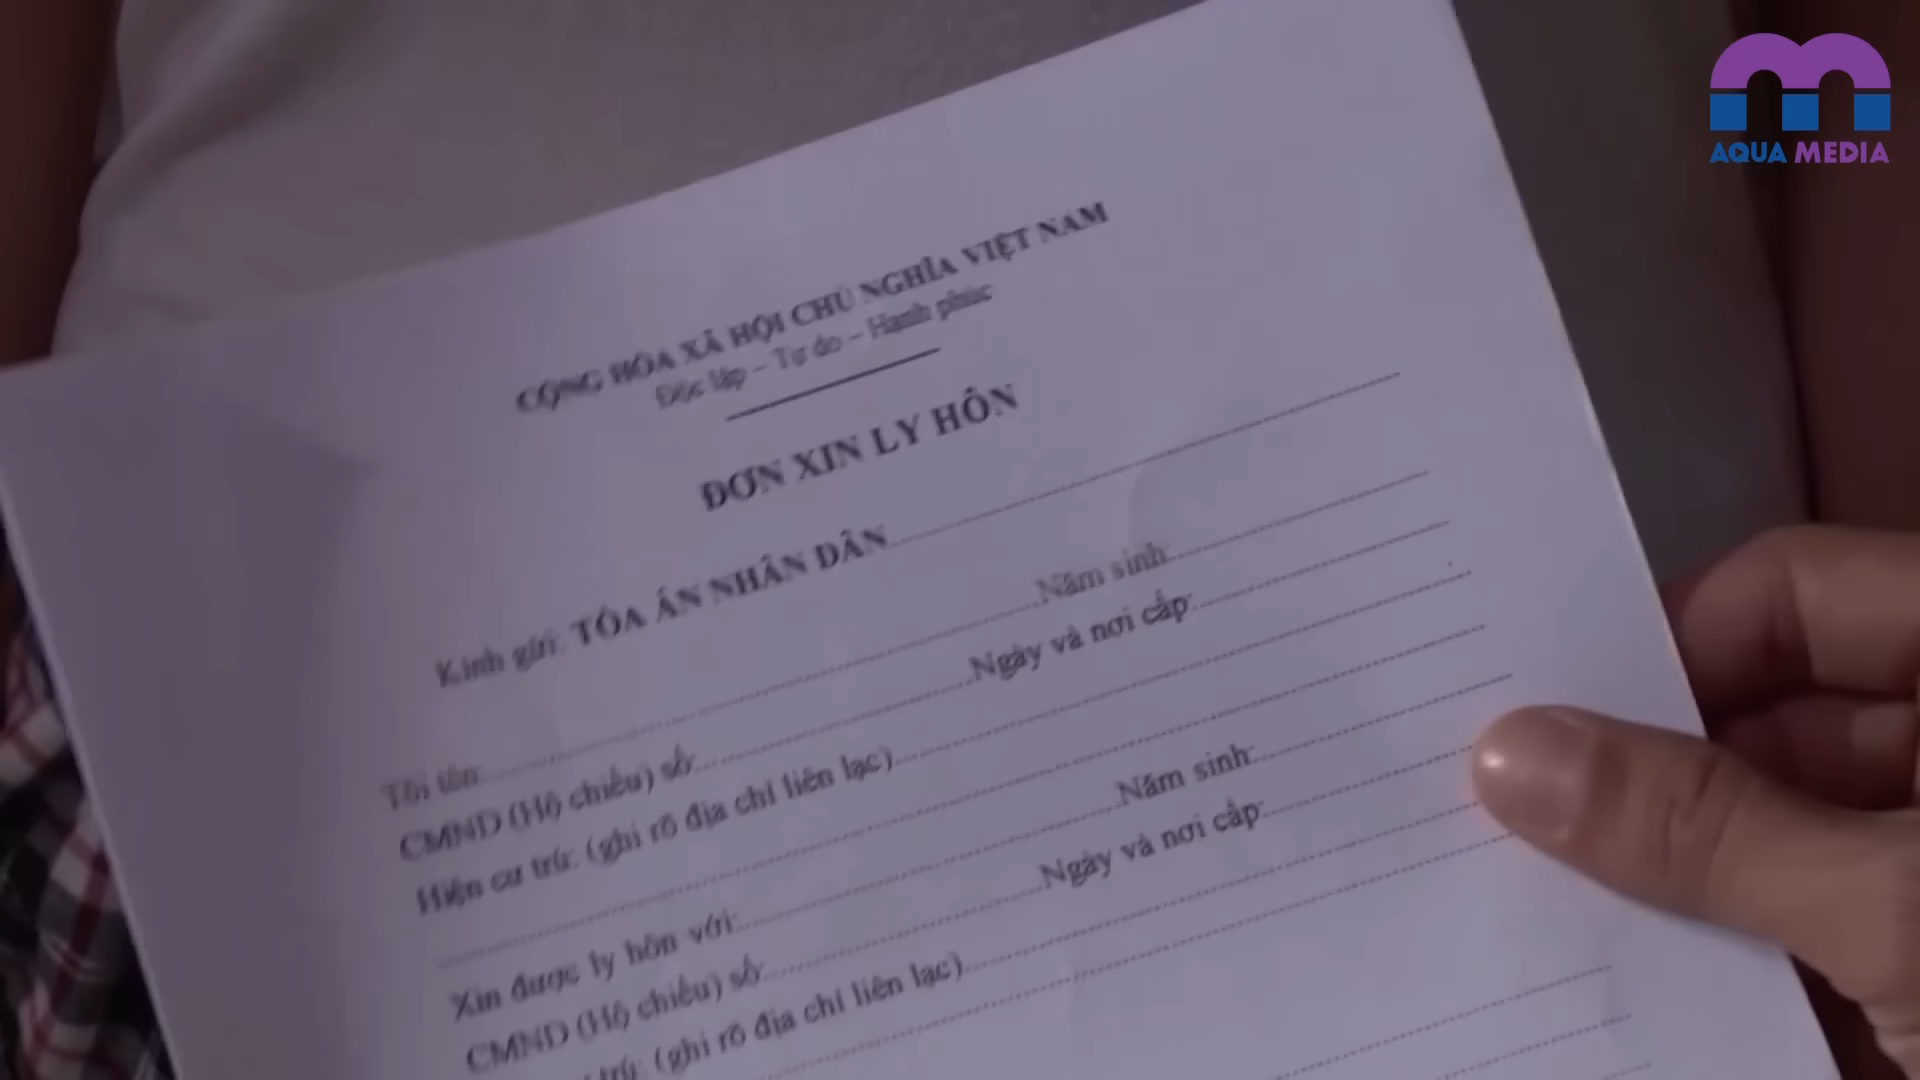 AQUA MEDIA
CỘNG HÒA XÃ HỘI CHỦ NGHĨA VIỆT NAM
Độc lập – Tự do – Hạnh phúc
ĐƠN XIN LY HÔN
Kính gửi: TÒA ÁN NHÂN DÂN
Tôi tên: Năm sinh:
CMND (Hộ chiếu) số: Ngày và nơi cấp:
Hiện cư trú: (ghi rõ địa chỉ liên lạc)
Xin được ly hôn với: Năm sinh:
CMND (Hộ chiếu) số: Ngày và nơi cấp:
trú: (ghi rõ địa chỉ liên lạc)